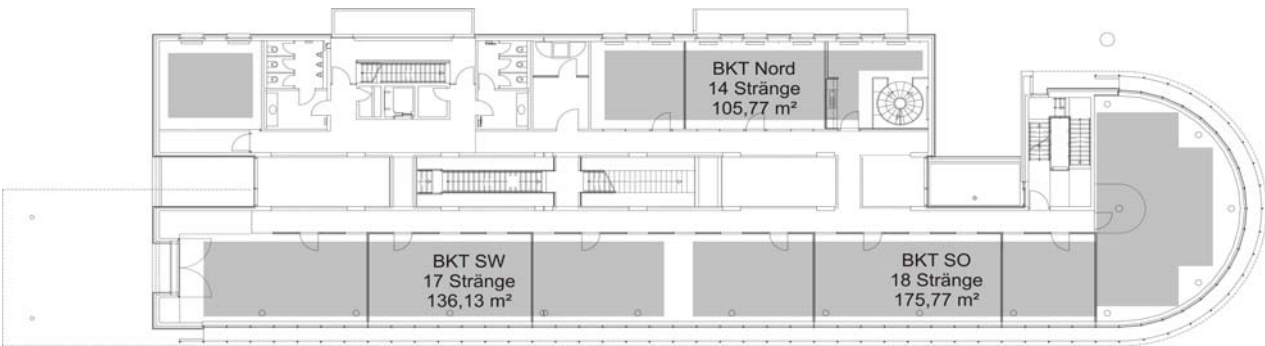 BKT Nord
14 Stränge
105,77 m²
BKT SW
17 Stränge
136,13 m²
BKT SO
18 Stränge
175,77 m²